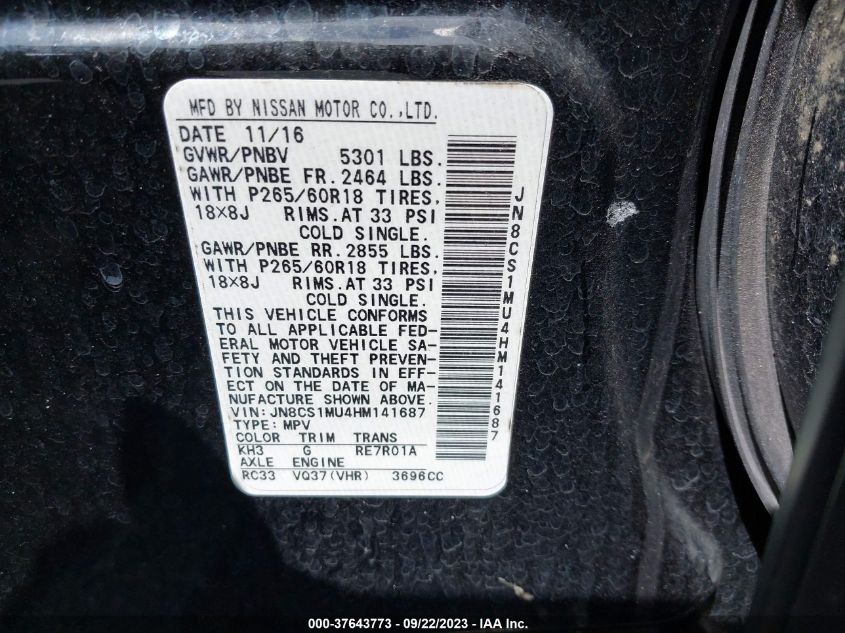 MFD BY NISSAN MOTOR CO.,LTD.
DATE 11/16
GVWR/PNBV 5301 LBS.
GAWR/PNBE FR. 2464 LBS.
WITH P265/60R18 TIRES,
18×8J RIMS. AT 33 PSI
COLD SINGLE.
GAWR/PNBE RR. 2855 LBS.
WITH P265/60R18 TIRES,
18×8J RIMS. AT 33 PSI
COLD SINGLE.
THIS VEHICLE CONFORMS
TO ALL APPLICABLE FED-
ERAL MOTOR VEHICLE SA-
FETY AND THEFT PREVEN-
TION STANDARDS IN EFF-
ECT ON THE DATE OF MA-
NUFACTURE SHOWN ABOVE.
VIN: JN8CS1MU4HM141687
TYPE: MPV
COLOR TRIM TRANS
KH3 G RE7R01A
AXLE ENGINE
RC33 VQ37(VHR) 3696CC
JN8CS1MU4HM141687
000-37643773 - 09/22/2023 - IAA Inc.